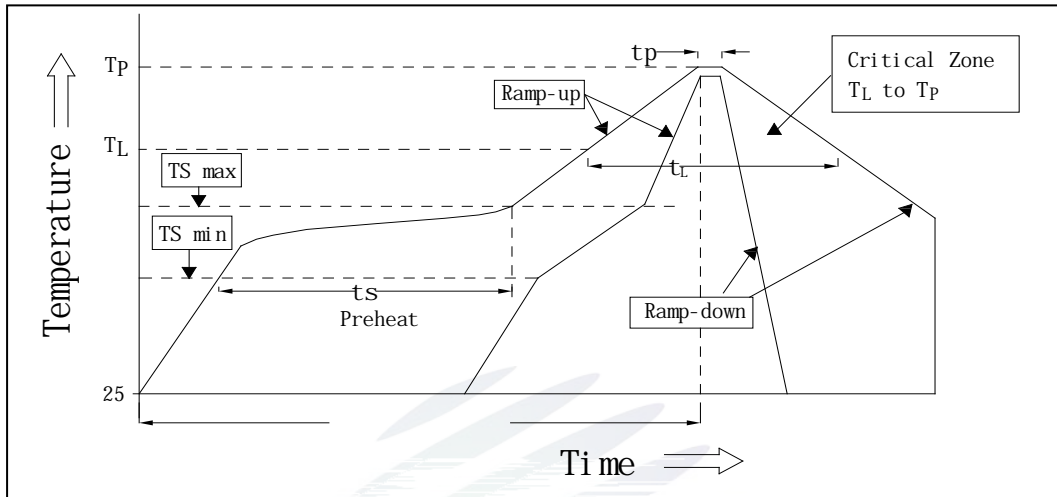 tp
Critical Zone
TL to TP
TP
Ramp-up
TL
TS max
tL
TS min
ts
Preheat
Ramp-down
25
Temperature
Time